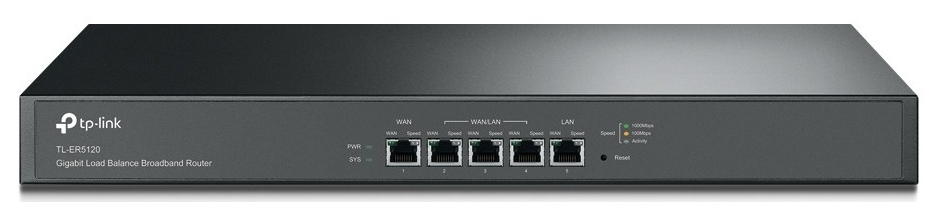 tp-link
TL-ER5120
Gigabit Load Balance Broadband Router
WAN WAN/LAN LAN
WAN Speed WAN Speed WAN Speed WAN Speed WAN Speed
PWR
SYS
1 2 3 4 5
Speed
1000Mbps
100Mbps
Activity
Reset